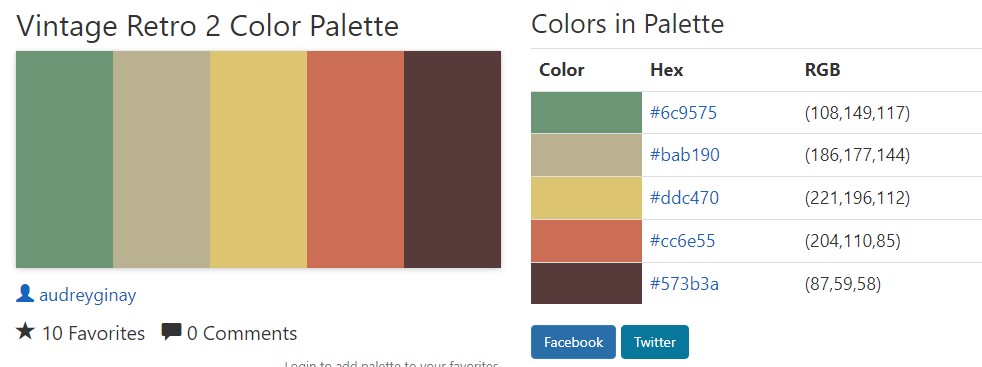 Vintage Retro 2 Color Palette
audreyginay
10 Favorites 0 Comments
Login to add palette to your favorites.
Colors in Palette
Color Hex RGB
#6c9575 (108,149,117)
#bab190 (186,177,144)
#ddc470 (221,196,112)
#cc6e55 (204,110,85)
#573b3a (87,59,58)
Facebook Twitter